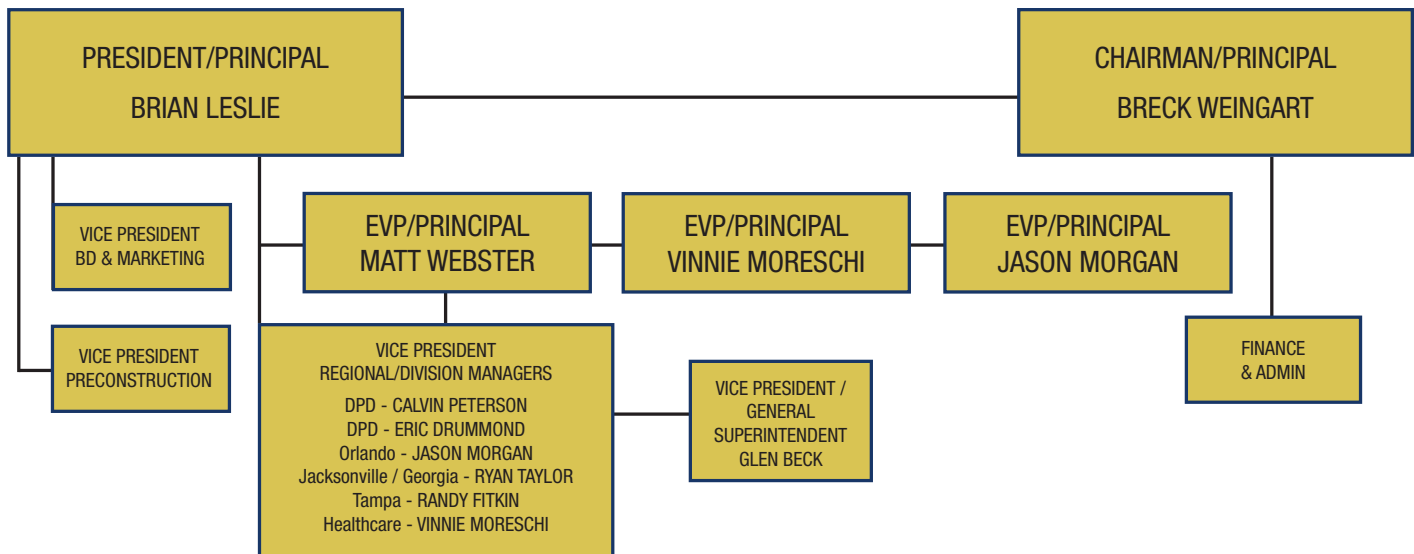 PRESIDENT/PRINCIPAL
BRIAN LESLIE
CHAIRMAN/PRINCIPAL
BRECK WEINGART
VICE PRESIDENT
BD & MARKETING
EVP/PRINCIPAL
MATT WEBSTER
EVP/PRINCIPAL
VINNIE MORESCHI
EVP/PRINCIPAL
JASON MORGAN
VICE PRESIDENT
PRECONSTRUCTION
VICE PRESIDENT
REGIONAL/DIVISION MANAGERS
DPD - CALVIN PETERSON
DPD - ERIC DRUMMOND
Orlando - JASON MORGAN
Jacksonville / Georgia - RYAN TAYLOR
Tampa - RANDY FITKIN
Healthcare - VINNIE MORESCHI
VICE PRESIDENT /
GENERAL
SUPERINTENDENT
GLEN BECK
FINANCE
& ADMIN